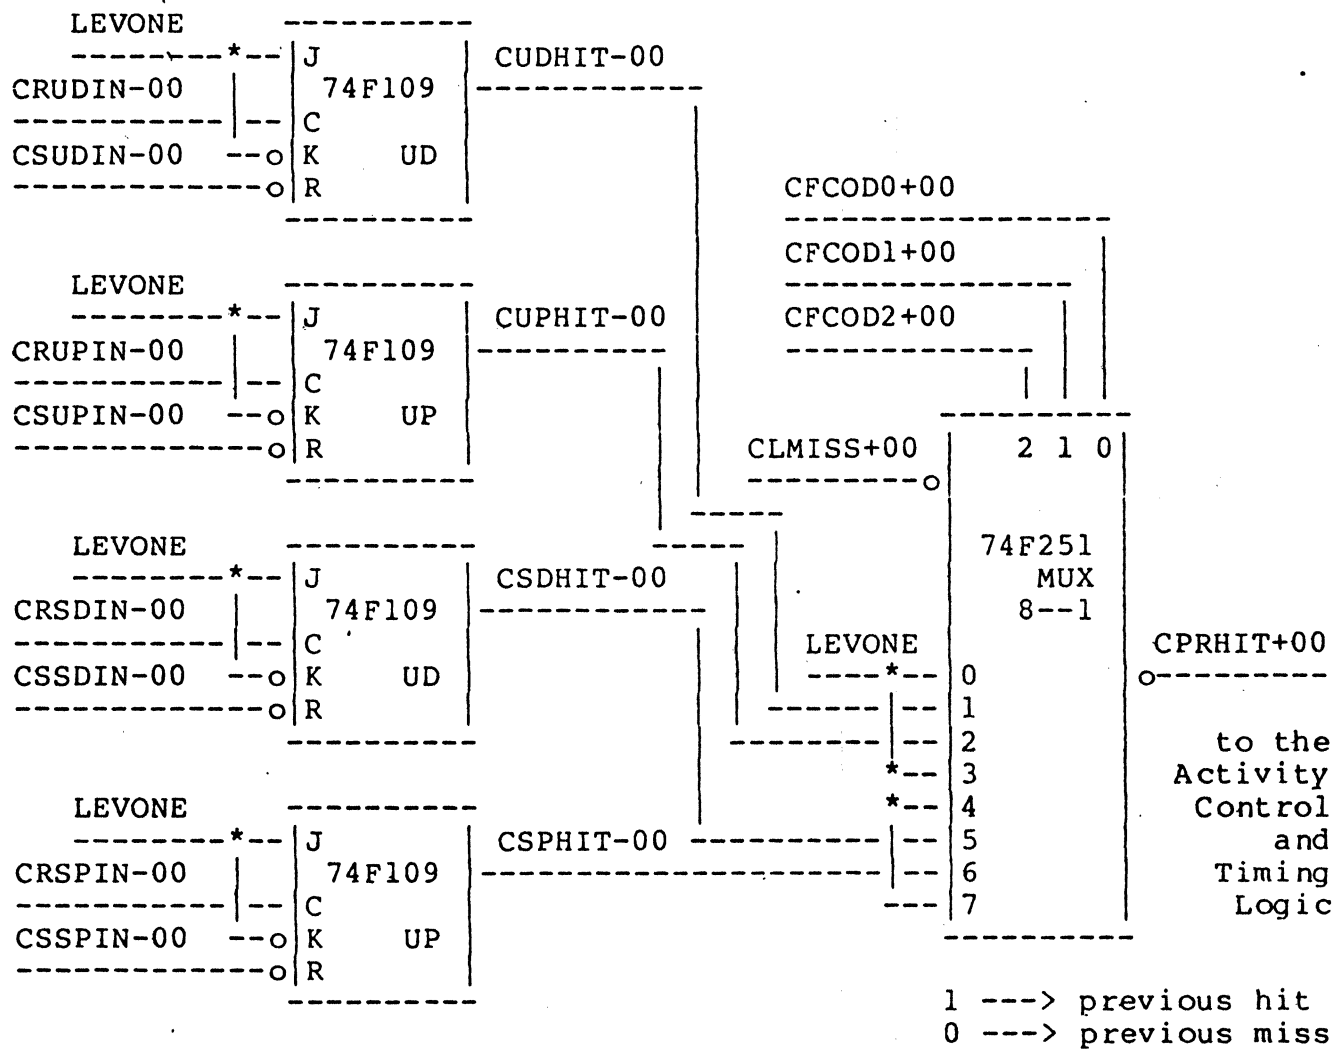 LEVONE
J
CUDHIT-00
CRUDIN-00
74F109
C
CSUDIN-00
K UD
R
CFCOD0+00
CFCOD1+00
LEVONE
J
CUPHIT-00
CFCOD2+00
CRUPIN-00
74F109
C
CSUPIN-00
K UP
R
CLMISS+00
2 1 0
LEVONE
J
CSDHIT-00
CRSDIN-00
74F109
C
CSSDIN-00
K UD
R
74F251
MUX
8--1
LEVONE
CPRHIT+00
0
1
2
3
4
5
6
7
to the
Activity
Control
and
Timing
Logic
LEVONE
J
CSPHIT-00
CRSPIN-00
74F109
C
CSSPIN-00
K UP
R
1 ---> previous hit
0 ---> previous miss